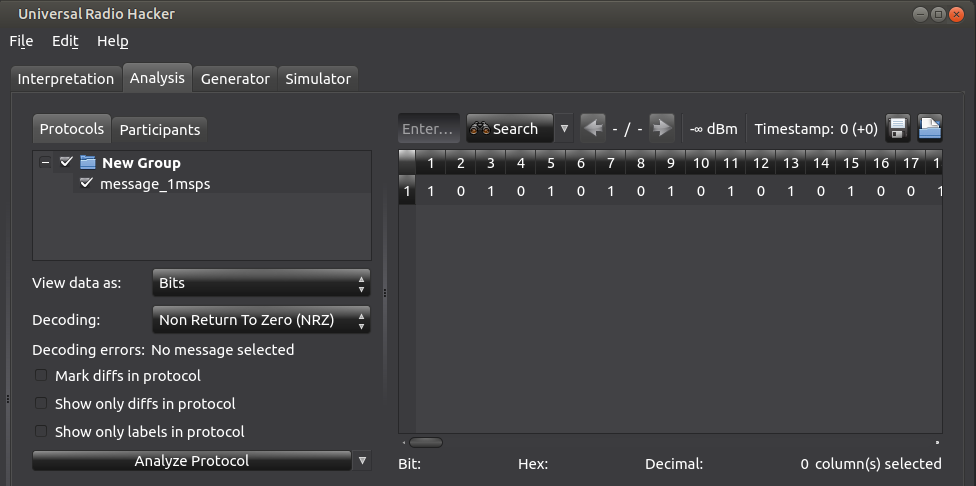 Universal Radio Hacker
File Edit Help
Interpretation Analysis Generator Simulator
Protocols Participants
New Group
message_1msps
View data as: Bits
Decoding: Non Return To Zero (NRZ)
Decoding errors: No message selected
Mark diffs in protocol
Show only diffs in protocol
Show only labels in protocol
Analyze Protocol
Enter... Search - / - -∞ dBm Timestamp: 0 (+0)
1 2 3 4 5 6 7 8 9 10 11 12 13 14 15 16 17 1
1 1 0 1 0 1 0 1 0 1 0 1 0 1 0 1 0 0 1
Bit: Hex: Decimal: 0 column(s) selected